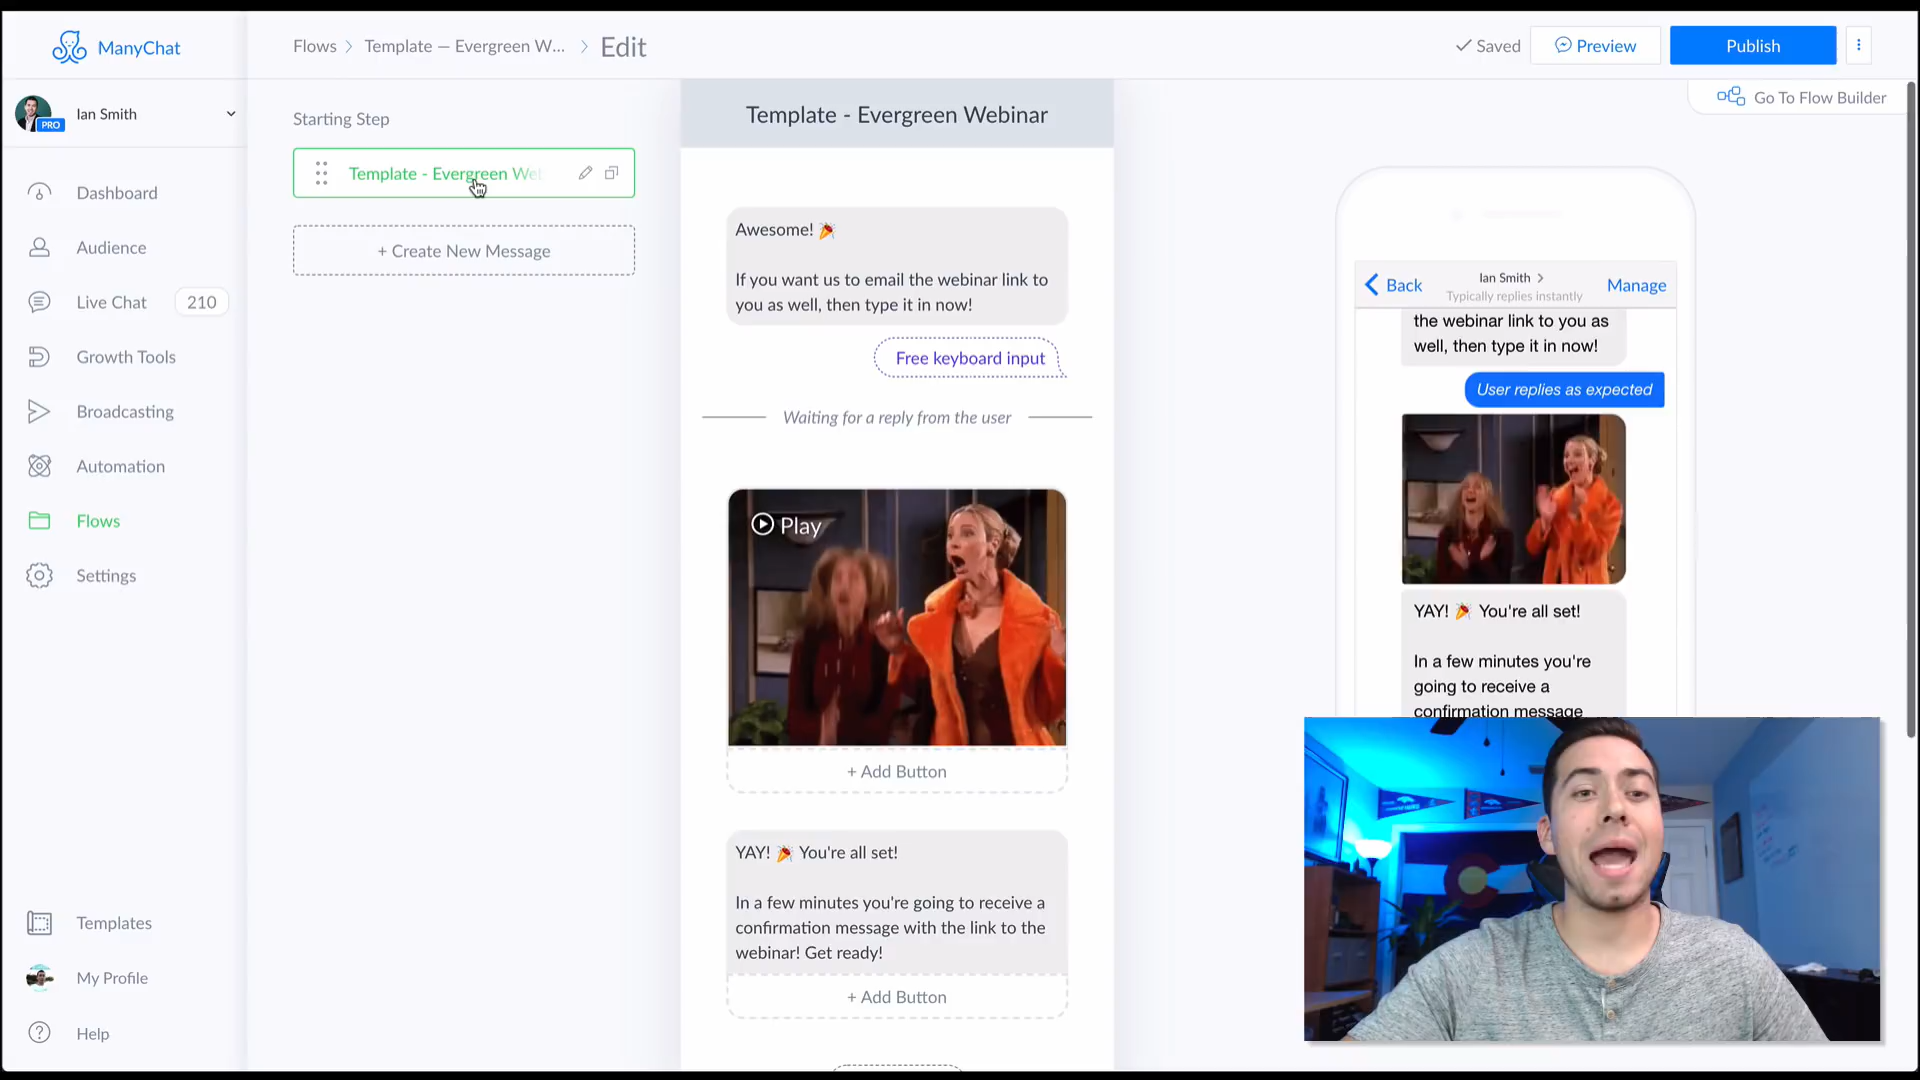 ManyChat
Flows
Template — Evergreen W...
Edit
Saved
Preview
Publish
PRO
Ian Smith
Go To Flow Builder
Dashboard
Audience
Live Chat
210
Growth Tools
Broadcasting
Automation
Flows
Settings
Templates
My Profile
Help
Starting Step
Template - Evergreen Web
+ Create New Message
Template - Evergreen Webinar
Awesome! 🎉
If you want us to email the webinar link to
you as well, then type it in now!
Free keyboard input
Waiting for a reply from the user
Play
+ Add Button
YAY! 🎉 You're all set!
In a few minutes you're going to receive a
confirmation message with the link to the
webinar! Get ready!
+ Add Button
Back
Ian Smith
Typically replies instantly
Manage
the webinar link to you as
well, then type it in now!
User replies as expected
YAY! 🎉 You're all set!
In a few minutes you're
going to receive a
confirmation message